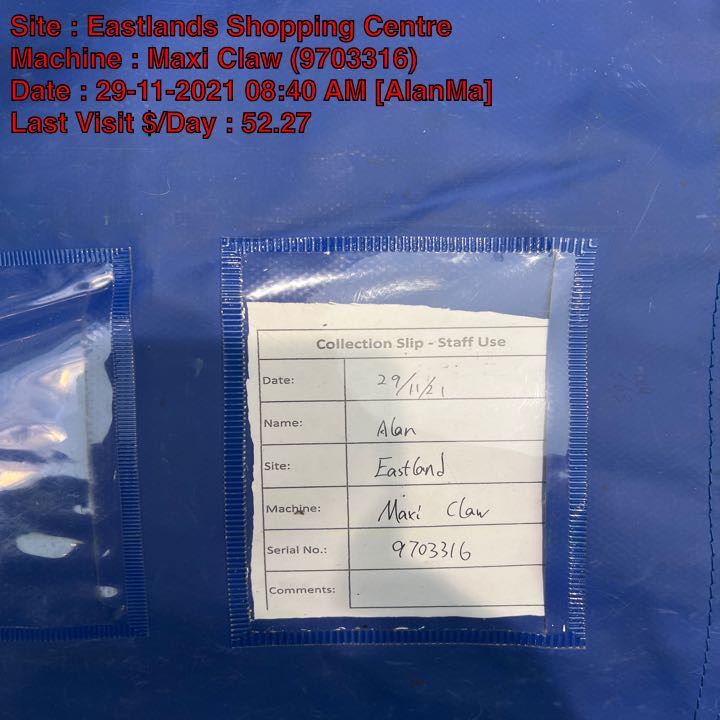 Site : Eastlands Shopping Centre
Machine : Maxi Claw (9703316)
Date : 29-11-2021 08:40 AM [AlanMa]
Last Visit $/Day : 52.27
Collection Slip - Staff Use
Date: 29/11/21
Name: Alan
Site: Eastland
Machine: Maxi Claw
Serial No.: 9703316
Comments: